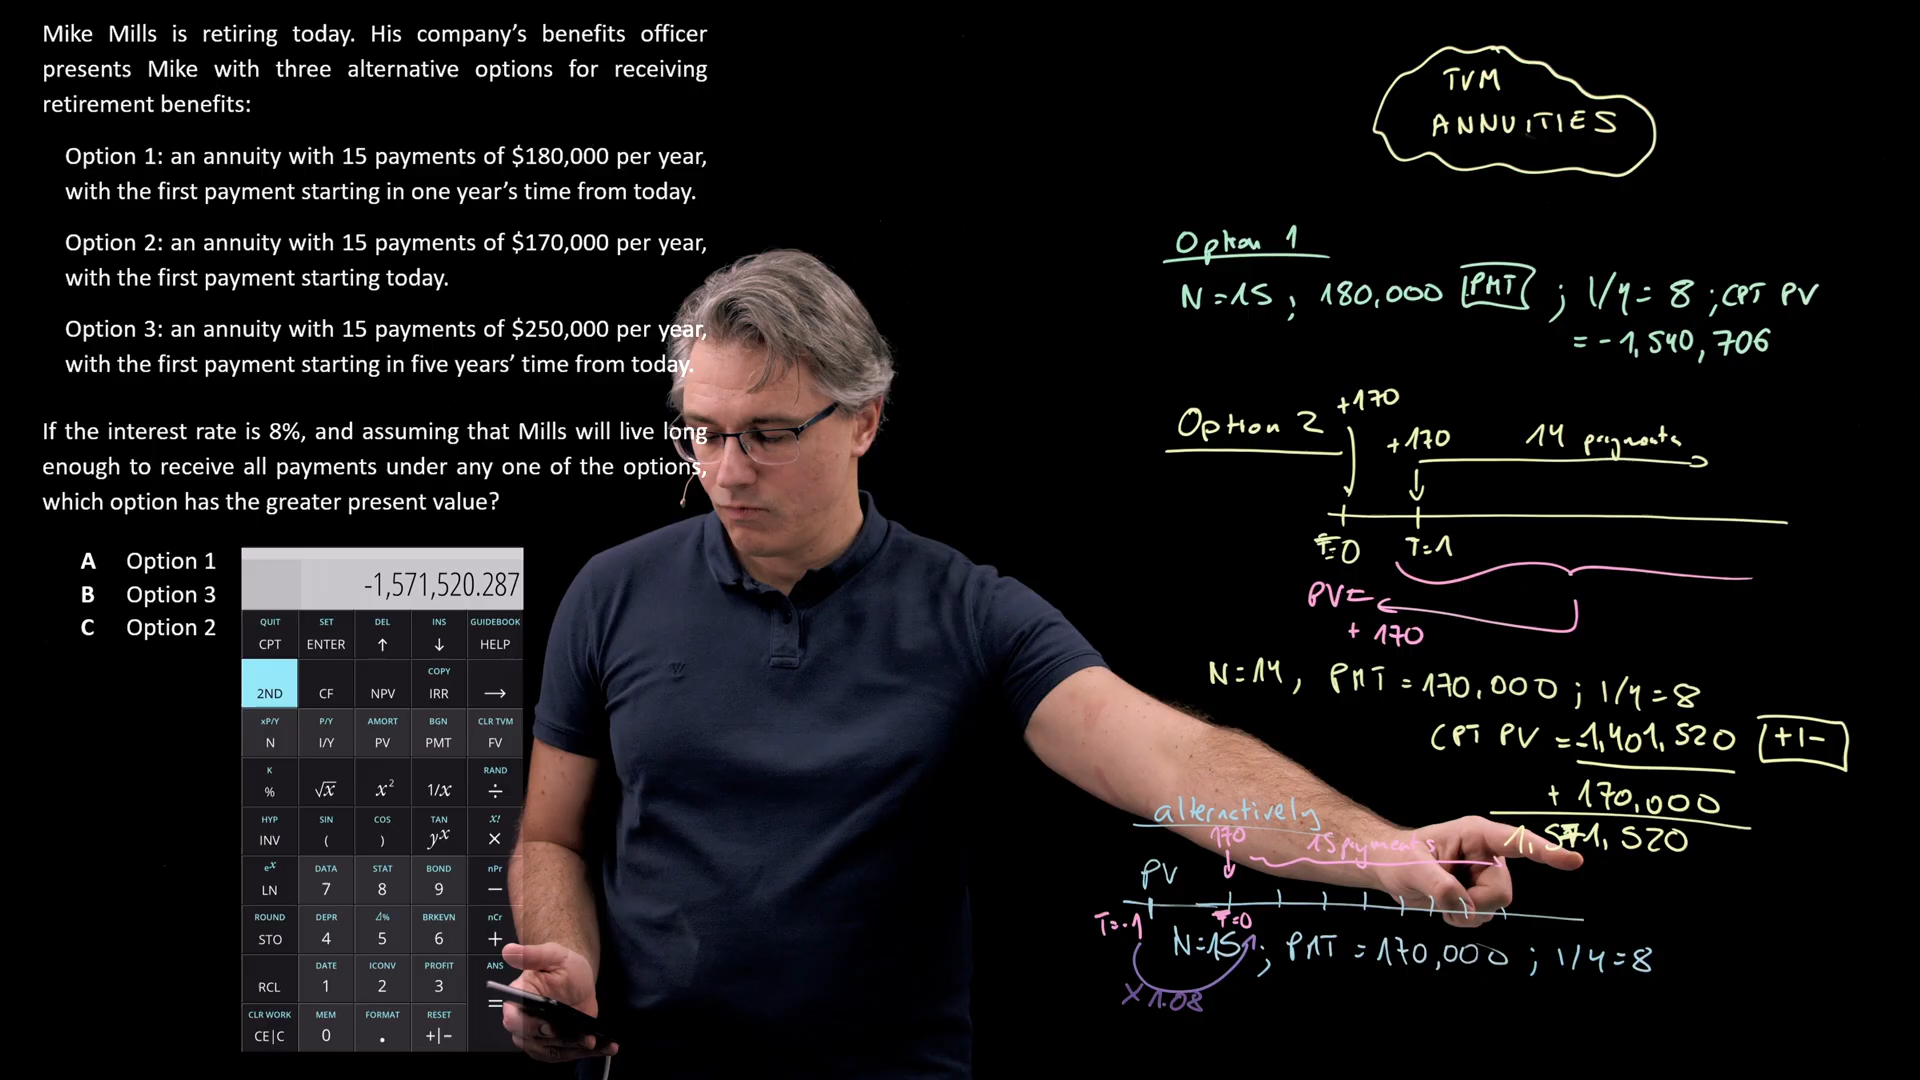 Mike Mills is retiring today. His company's benefits officer
presents Mike with three alternative options for receiving
retirement benefits:
Option 1: an annuity with 15 payments of $180,000 per year,
with the first payment starting in one year's time from today.
Option 2: an annuity with 15 payments of $170,000 per year,
with the first payment starting today.
Option 3: an annuity with 15 payments of $250,000 per year,
with the first payment starting in five years' time from today.
If the interest rate is 8%, and assuming that Mills will live long
enough to receive all payments under any one of the options,
which option has the greater present value?
A Option 1
B Option 3
C Option 2
-1,571,520.287
QUIT SET DEL INS GUIDEBOOK
CPT ENTER ↑ ↓ HELP
COPY
2ND CF NPV IRR →
xP/Y P/Y AMORT BGN CLR TVM
N I/Y PV PMT FV
K RAND
% √x x² 1/x ÷
HYP SIN COS TAN x!
INV ( ) yˣ ×
eˣ DATA STAT BOND nPr
LN 7 8 9 −
ROUND DEPR Δ% BRKEVN nCr
STO 4 5 6 +
DATE ICONV PROFIT ANS
RCL 1 2 3 =
CLR WORK MEM FORMAT RESET
CE|C 0 . +|-
TVM
ANNUITIES
Option 1
N=15, 180,000 PMT ; I/Y=8 ; CPT PV
= -1,540,706
Option 2 +170
+170 14 payments
T=0 T=1
PV=
+ 170
N=14, PMT=170,000; I/Y=8
CPT PV = -1,401,520 +|-
+ 170,000
1,571,520
alternatively
170 15 payments
PV
T=-1 T=0
N=15; PMT=170,000; I/Y=8
×1.08